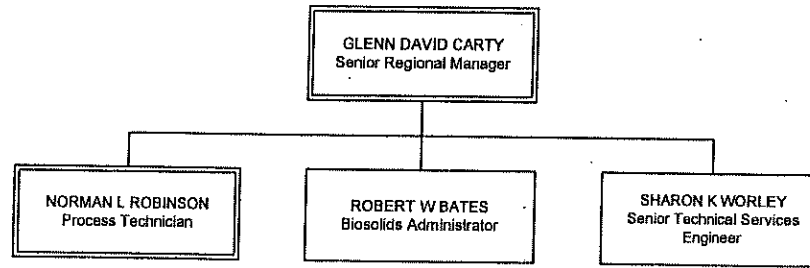 GLENN DAVID CARTY
Senior Regional Manager
NORMAN L ROBINSON
Process Technician
ROBERT W BATES
Biosolids Administrator
SHARON K WORLEY
Senior Technical Services
Engineer